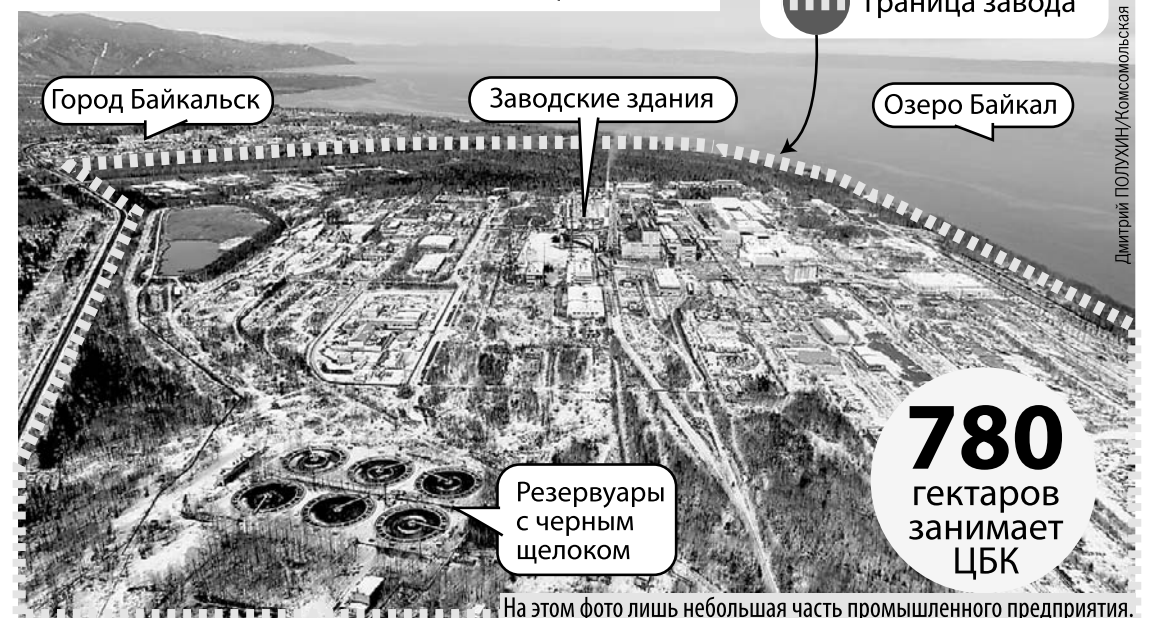 граница завода
Город Байкальск
Заводские здания
Озеро Байкал
Дмитрий ПОЛУХИН/Комсомольская
780
гектаров
занимает
ЦБК
Резервуары
с черным
щелоком
На этом фото лишь небольшая часть промышленного предприятия.